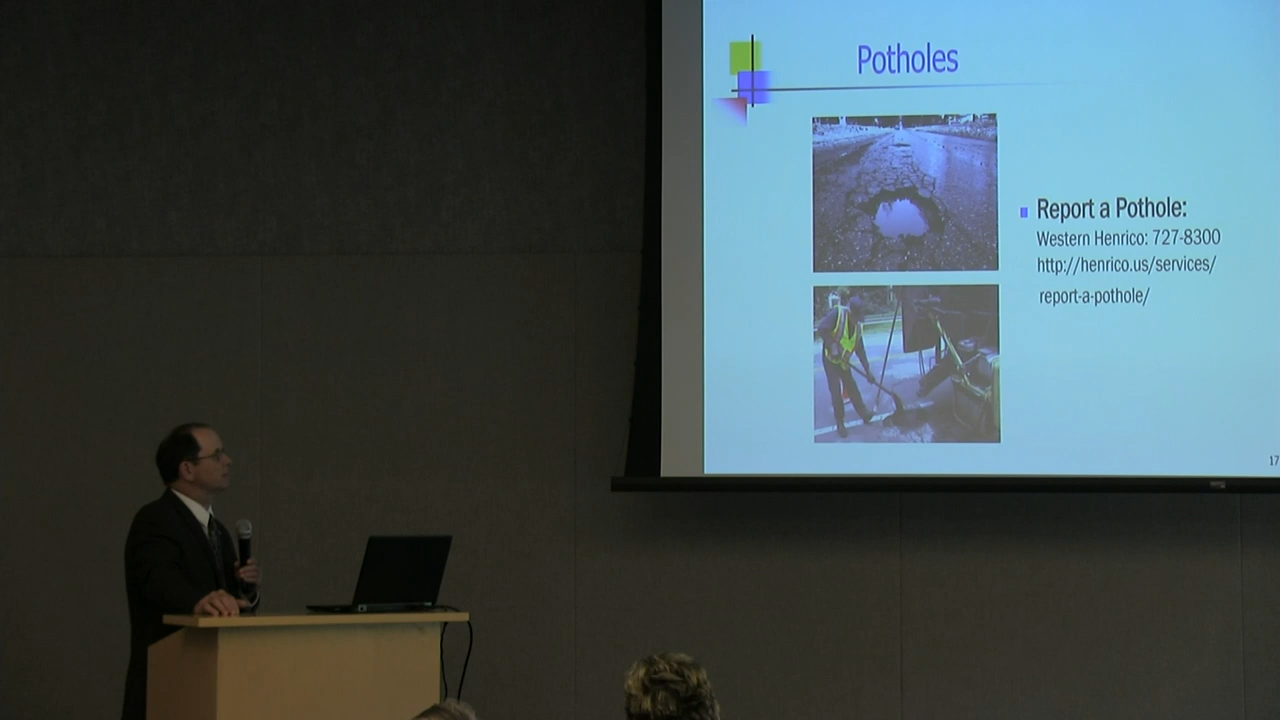 Potholes
Report a Pothole:
Western Henrico: 727-8300
http://henrico.us/services/
report-a-pothole/
17